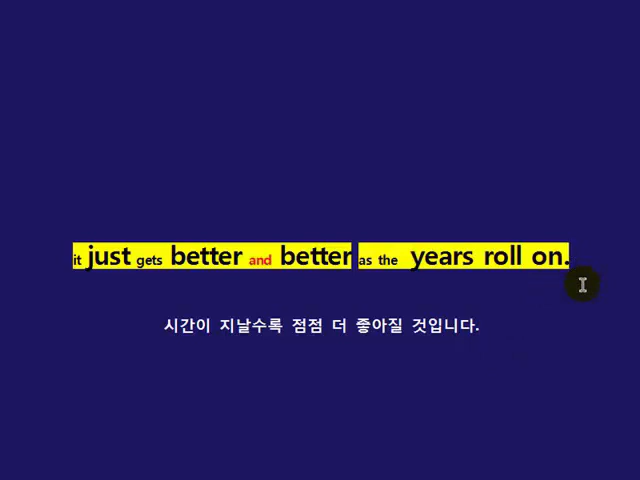 it just gets better and better as the years roll on.
시간이 지날수록 점점 더 좋아질 것입니다.